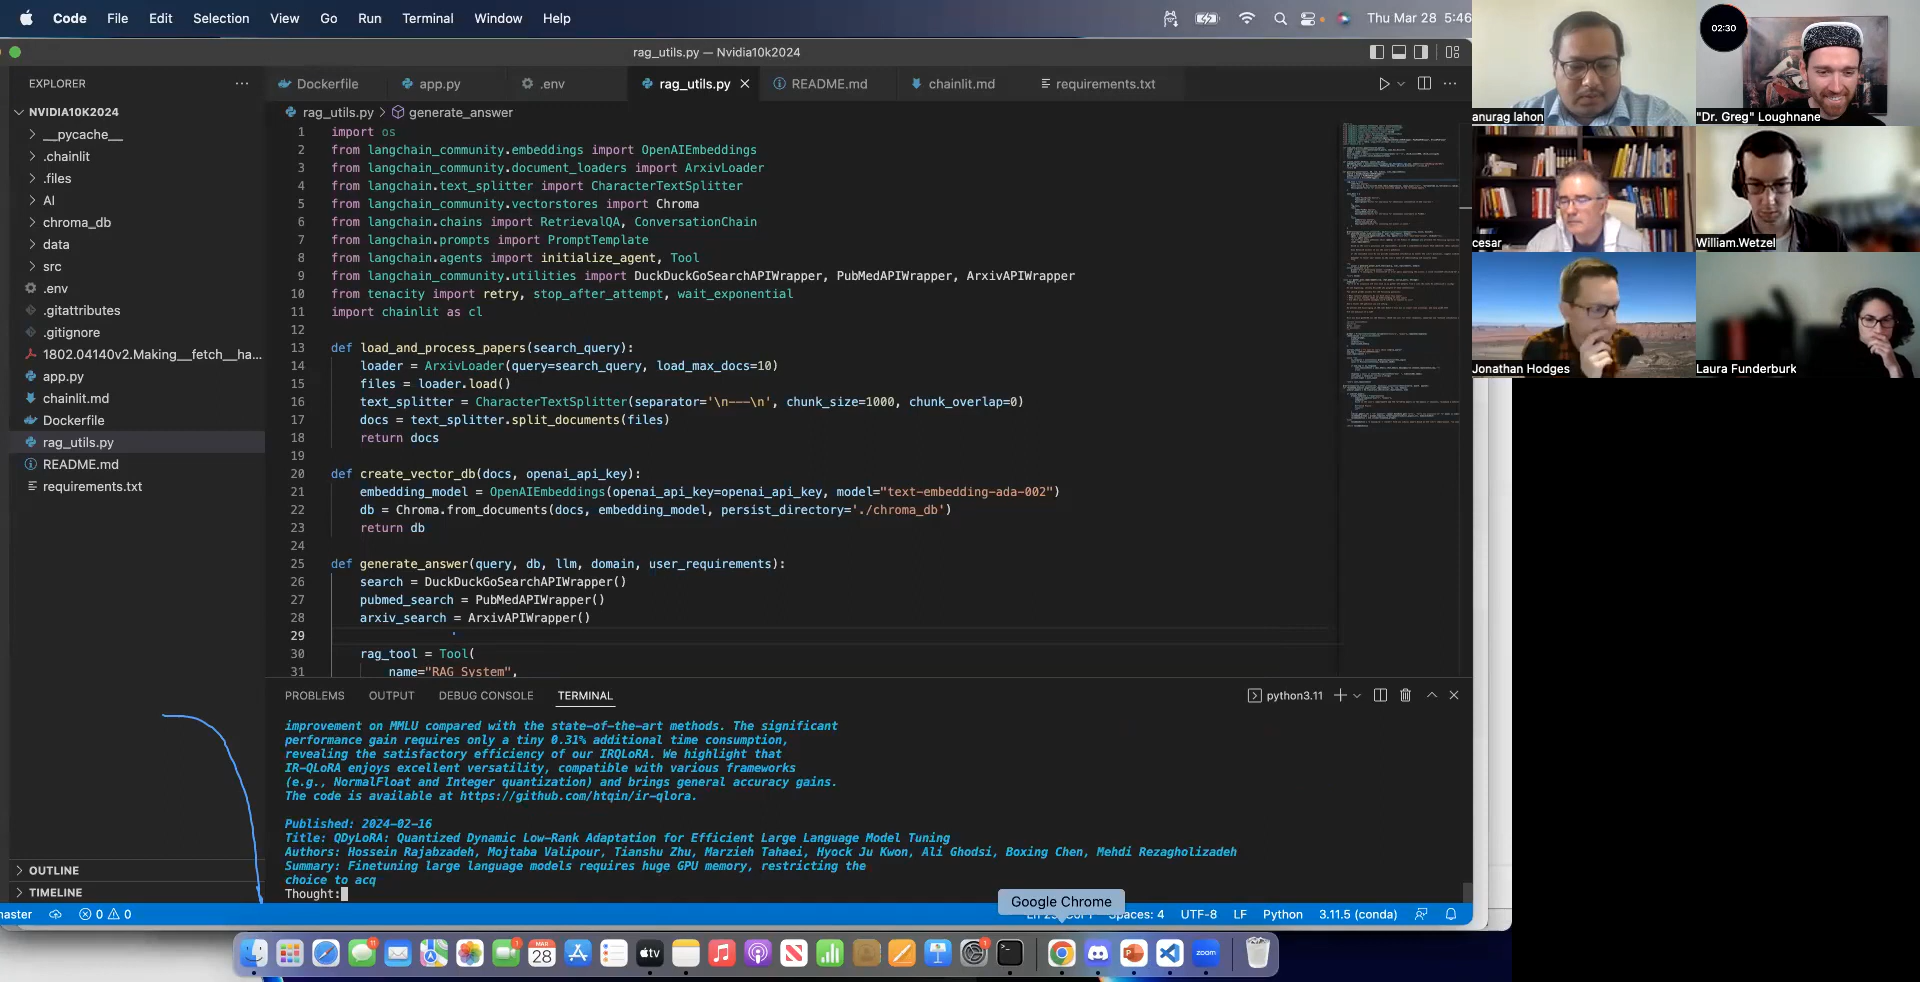 Code File Edit Selection View Go Run Terminal Window Help
Thu Mar 28 5:46
rag_utils.py — Nvidia10k2024
EXPLORER
NVIDIA10K2024
__pycache__
.chainlit
.files
AI
chroma_db
data
src
.env
.gitattributes
.gitignore
1802.04140v2.Making__fetch__ha...
app.py
chainlit.md
Dockerfile
rag_utils.py
README.md
requirements.txt
OUTLINE
TIMELINE
Dockerfile app.py .env rag_utils.py README.md chainlit.md requirements.txt
rag_utils.py > generate_answer
1 import os
2 from langchain_community.embeddings import OpenAIEmbeddings
3 from langchain_community.document_loaders import ArxivLoader
4 from langchain.text_splitter import CharacterTextSplitter
5 from langchain_community.vectorstores import Chroma
6 from langchain.chains import RetrievalQA, ConversationChain
7 from langchain.prompts import PromptTemplate
8 from langchain.agents import initialize_agent, Tool
9 from langchain_community.utilities import DuckDuckGoSearchAPIWrapper, PubMedAPIWrapper, ArxivAPIWrapper
10 from tenacity import retry, stop_after_attempt, wait_exponential
11 import chainlit as cl
12
13 def load_and_process_papers(search_query):
14 loader = ArxivLoader(query=search_query, load_max_docs=10)
15 files = loader.load()
16 text_splitter = CharacterTextSplitter(separator='\n---\n', chunk_size=1000, chunk_overlap=0)
17 docs = text_splitter.split_documents(files)
18 return docs
19
20 def create_vector_db(docs, openai_api_key):
21 embedding_model = OpenAIEmbeddings(openai_api_key=openai_api_key, model="text-embedding-ada-002")
22 db = Chroma.from_documents(docs, embedding_model, persist_directory='./chroma_db')
23 return db
24
25 def generate_answer(query, db, llm, domain, user_requirements):
26 search = DuckDuckGoSearchAPIWrapper()
27 pubmed_search = PubMedAPIWrapper()
28 arxiv_search = ArxivAPIWrapper()
29
30 rag_tool = Tool(
31 name="RAG System",
PROBLEMS OUTPUT DEBUG CONSOLE TERMINAL
python3.11
improvement on MMLU compared with the state-of-the-art methods. The significant
performance gain requires only a tiny 0.31% additional time consumption,
revealing the satisfactory efficiency of our IRQLoRA. We highlight that
IR-QLoRA enjoys excellent versatility, compatible with various frameworks
(e.g., NormalFloat and Integer quantization) and brings general accuracy gains.
The code is available at https://github.com/htqin/ir-qlora.
Published: 2024-02-16
Title: QDyLoRA: Quantized Dynamic Low-Rank Adaptation for Efficient Large Language Model Tuning
Authors: Hossein Rajabzadeh, Mojtaba Valipour, Tianshu Zhu, Marzieh Tahaei, Hyock Ju Kwon, Ali Ghodsi, Boxing Chen, Mehdi Rezagholizadeh
Summary: Finetuning large language models requires huge GPU memory, restricting the
choice to acq
Thought:
Google Chrome
master 0 0
Spaces: 4 UTF-8 LF Python 3.11.5 (conda)
11
1
MAR
28
tv
1
zoom
02:30
anurag lahon
"Dr. Greg" Loughnane
cesar
William.Wetzel
Jonathan Hodges
Laura Funderburk